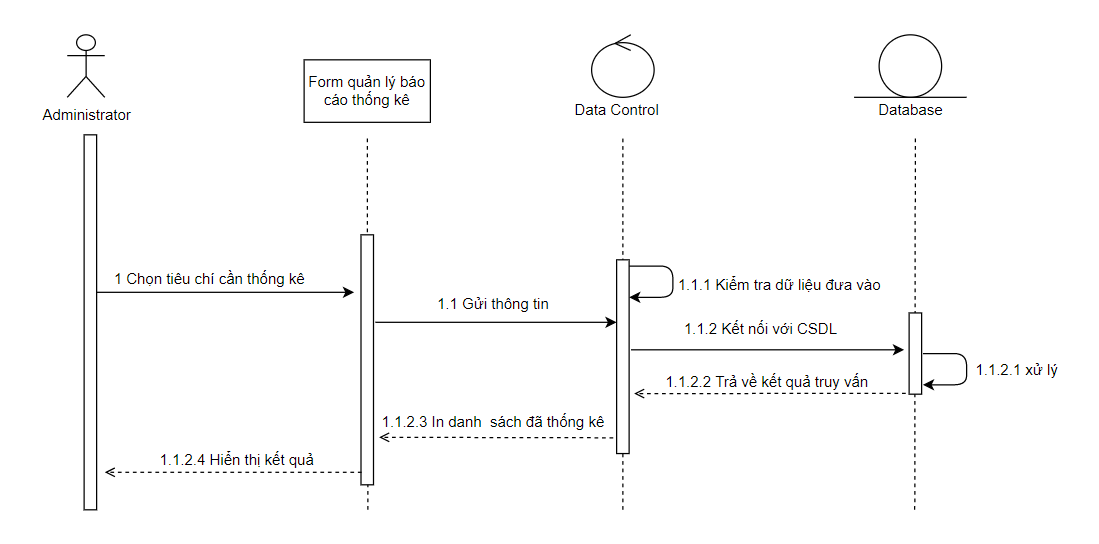 Administrator
Form quản lý báo
cáo thống kê
Data Control
Database
1 Chọn tiêu chí cần thống kê
1.1 Gửi thông tin
1.1.1 Kiểm tra dữ liệu đưa vào
1.1.2 Kết nối với CSDL
1.1.2.1 xử lý
1.1.2.2 Trả về kết quả truy vấn
1.1.2.3 In danh sách đã thống kê
1.1.2.4 Hiển thị kết quả